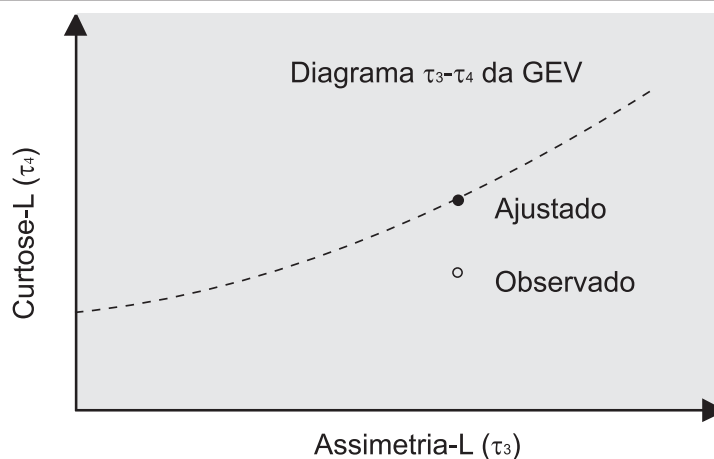 Diagrama τ3-τ4 da GEV
Curtose-L (τ4)
Ajustado
Observado
Assimetria-L (τ3)